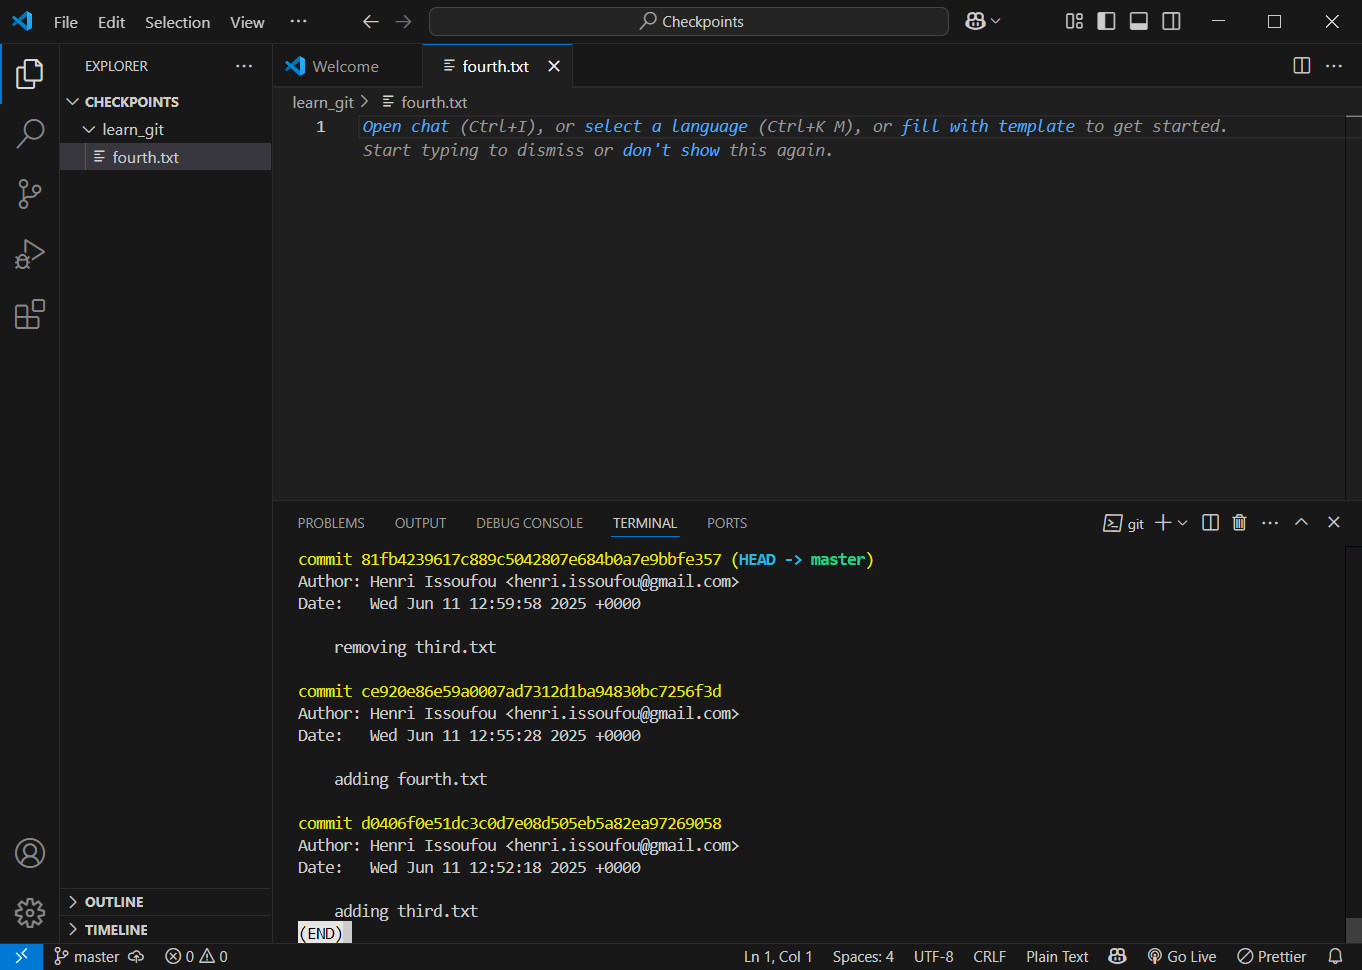 File Edit Selection View ··· Checkpoints
EXPLORER ···
CHECKPOINTS
learn_git
fourth.txt
OUTLINE
TIMELINE
Welcome fourth.txt
learn_git > fourth.txt
1 Open chat (Ctrl+I), or select a language (Ctrl+K M), or fill with template to get started.
Start typing to dismiss or don't show this again.
PROBLEMS OUTPUT DEBUG CONSOLE TERMINAL PORTS git
commit 81fb4239617c889c5042807e684b0a7e9bbfe357 (HEAD -> master)
Author: Henri Issoufou <henri.issoufou@gmail.com>
Date:   Wed Jun 11 12:59:58 2025 +0000
removing third.txt
commit ce920e86e59a0007ad7312d1ba94830bc7256f3d
Author: Henri Issoufou <henri.issoufou@gmail.com>
Date:   Wed Jun 11 12:55:28 2025 +0000
adding fourth.txt
commit d0406f0e51dc3c0d7e08d505eb5a82ea97269058
Author: Henri Issoufou <henri.issoufou@gmail.com>
Date:   Wed Jun 11 12:52:18 2025 +0000
adding third.txt
(END)
master 0 0 Ln 1, Col 1 Spaces: 4 UTF-8 CRLF Plain Text Go Live Prettier